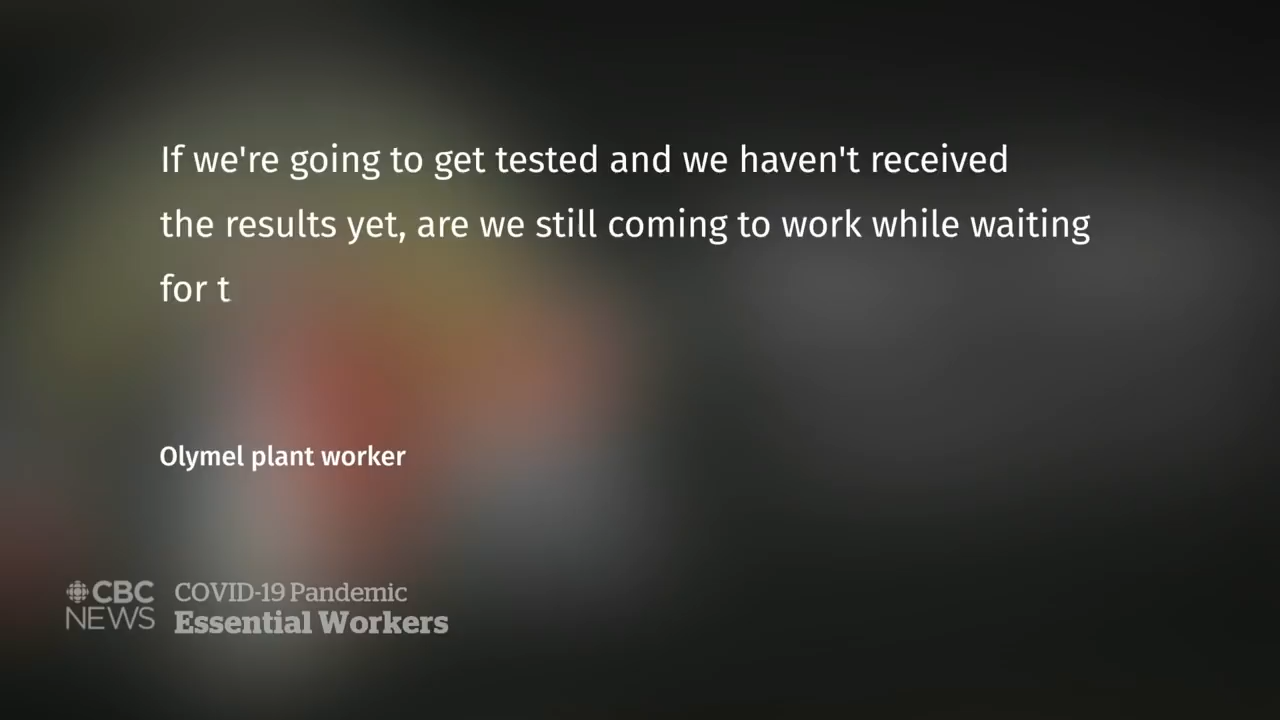 If we're going to get tested and we haven't received
the results yet, are we still coming to work while waiting
for t
Olymel plant worker
CBC COVID-19 Pandemic
NEWS Essential Workers